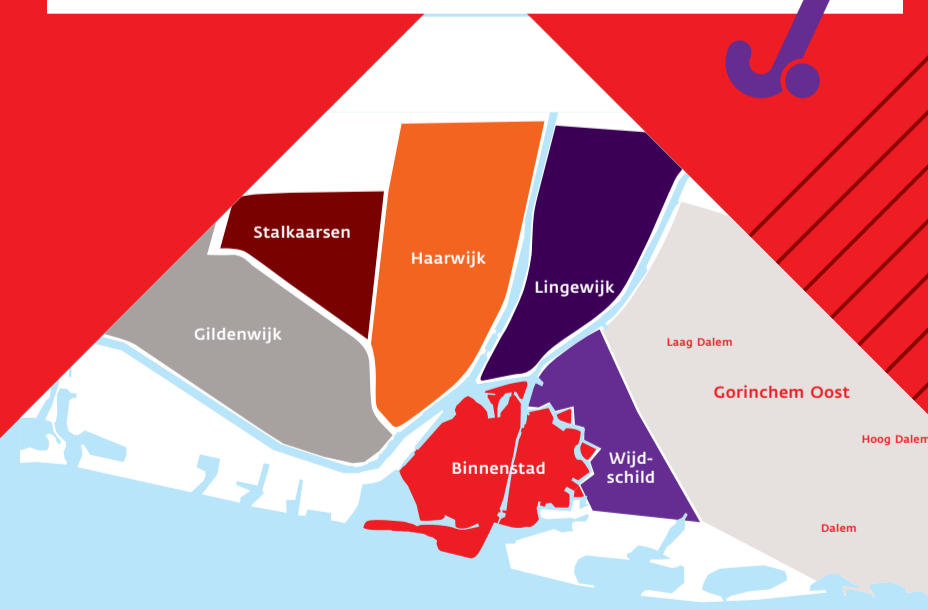 Stalkaarsen
Haarwijk
Lingewijk
Gildenwijk
Laag Dalem
Gorinchem Oost
Hoog Dalem
Binnenstad
Wijd-
schild
Dalem